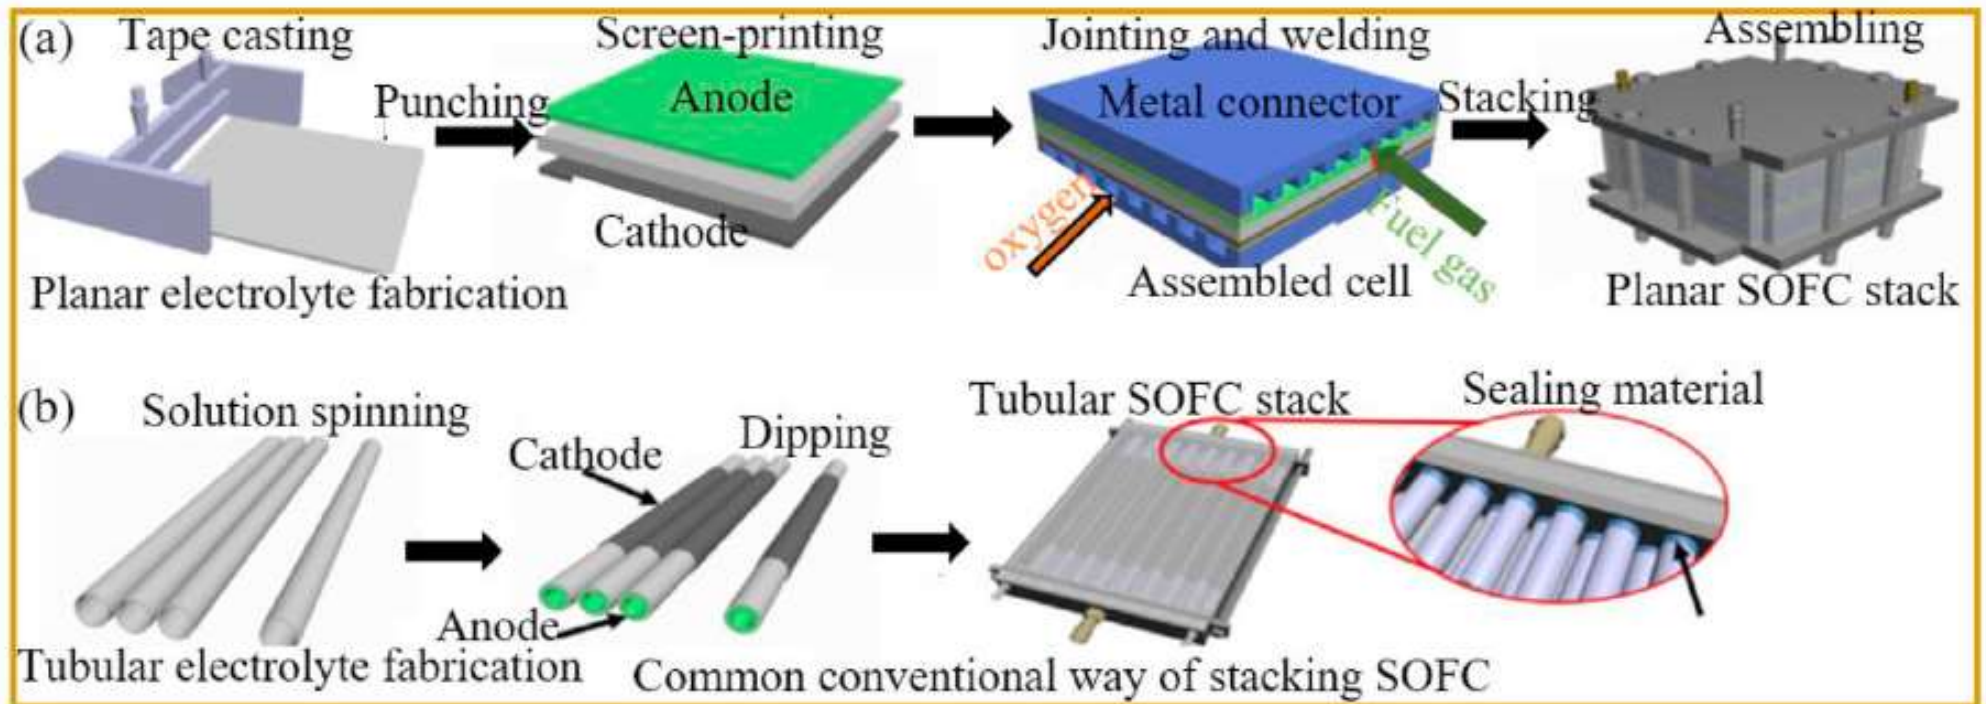 (a) Tape casting
Screen-printing
Jointing and welding
Assembling
Punching
Anode
Metal connector
Stacking
oxygen
Fuel gas
Cathode
Planar electrolyte fabrication
Assembled cell
Planar SOFC stack
(b) Solution spinning
Cathode
Dipping
Tubular SOFC stack
Sealing material
Anode
Tubular electrolyte fabrication
Common conventional way of stacking SOFC